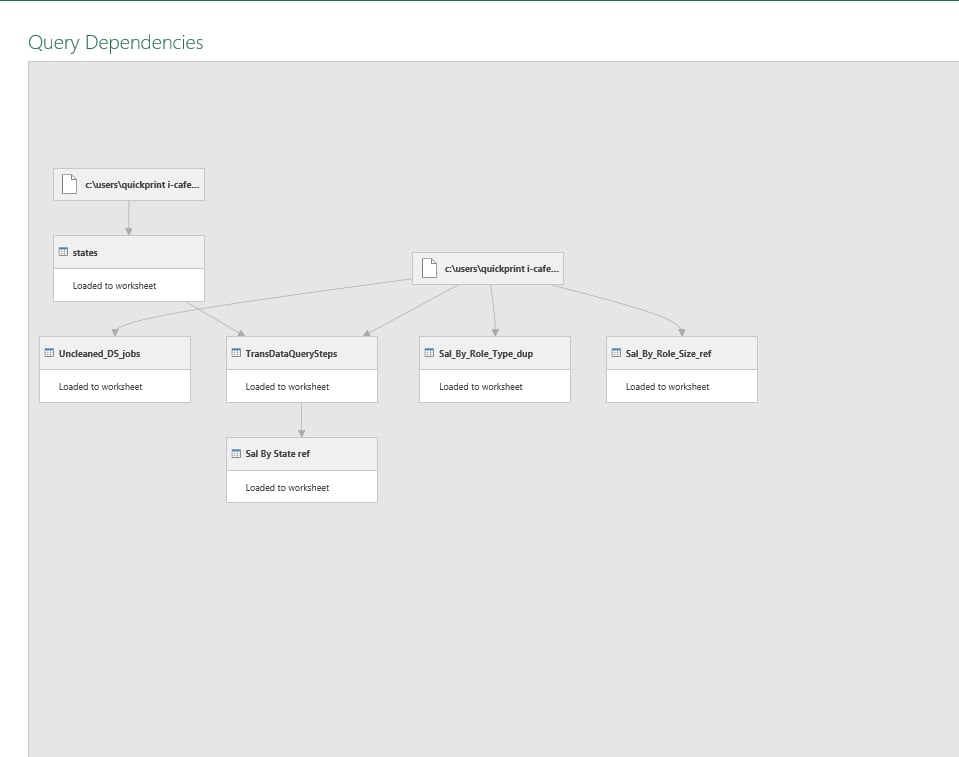 Query Dependencies
c:\users\quickprint i-cafe...
states
Loaded to worksheet
c:\users\quickprint i-cafe...
Uncleaned_DS_jobs
Loaded to worksheet
TransDataQuerySteps
Loaded to worksheet
Sal_By_Role_Type_dup
Loaded to worksheet
Sal_By_Role_Size_ref
Loaded to worksheet
Sal By State ref
Loaded to worksheet